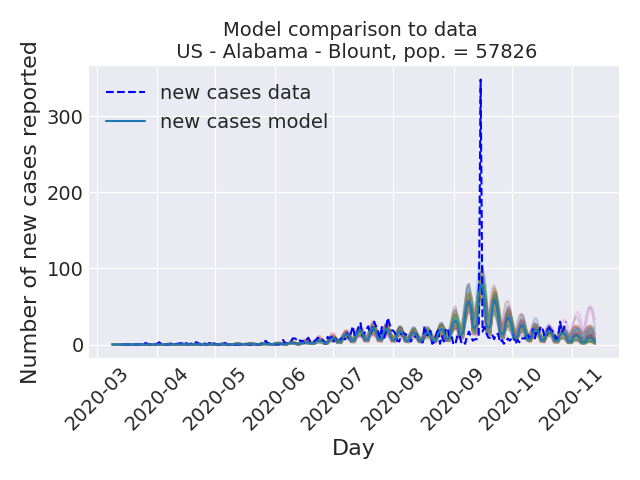 Model comparison to data
US - Alabama - Blount, pop. = 57826
Number of new cases reported
300
200
100
0
new cases data
new cases model
2020-03
2020-04
2020-05
2020-06
2020-07
2020-08
2020-09
2020-10
2020-11
Day